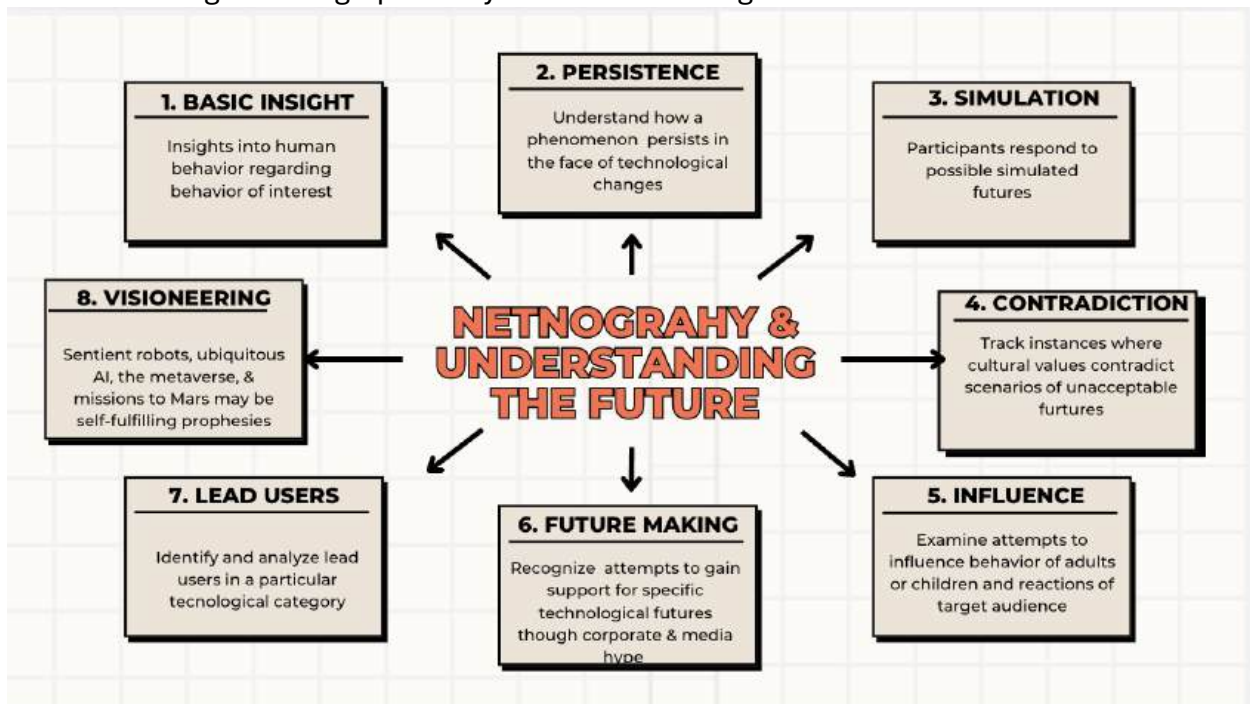 1. BASIC INSIGHT
Insights into human
behavior regarding
behavior of interest
2. PERSISTENCE
Understand how a
phenomenon persists in
the face of technological
changes
3. SIMULATION
Participants respond to
possible simulated
futures
8. VISIONEERING
Sentient robots, ubiquitous
AI, the metaverse, &
missions to Mars may be
self-fulfilling prophesies
NETNOGRAHY &
UNDERSTANDING
THE FUTURE
4. CONTRADICTION
Track instances where
cultural values contradict
scenarios of unacceptable
furtures
7. LEAD USERS
Identify and analyze lead
users in a particular
tecnological category
6. FUTURE MAKING
Recognize attempts to gain
support for specific
technological futures
though corporate & media
hype
5. INFLUENCE
Examine attempts to
influence behavior of adults
or children and reactions of
target audience